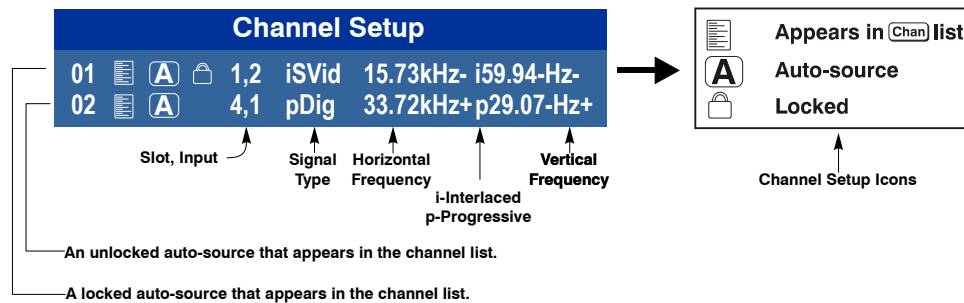 Channel Setup
01 A 1,2 iSVid 15.73kHz- i59.94-Hz-
02 A 4,1 pDig 33.72kHz+ p29.07-Hz+
Slot, Input
Signal Type
Horizontal Frequency
i-Interlaced
p-Progressive
Vertical Frequency
An unlocked auto-source that appears in the channel list.
A locked auto-source that appears in the channel list.
Appears in Chan list
A Auto-source
Locked
Channel Setup Icons